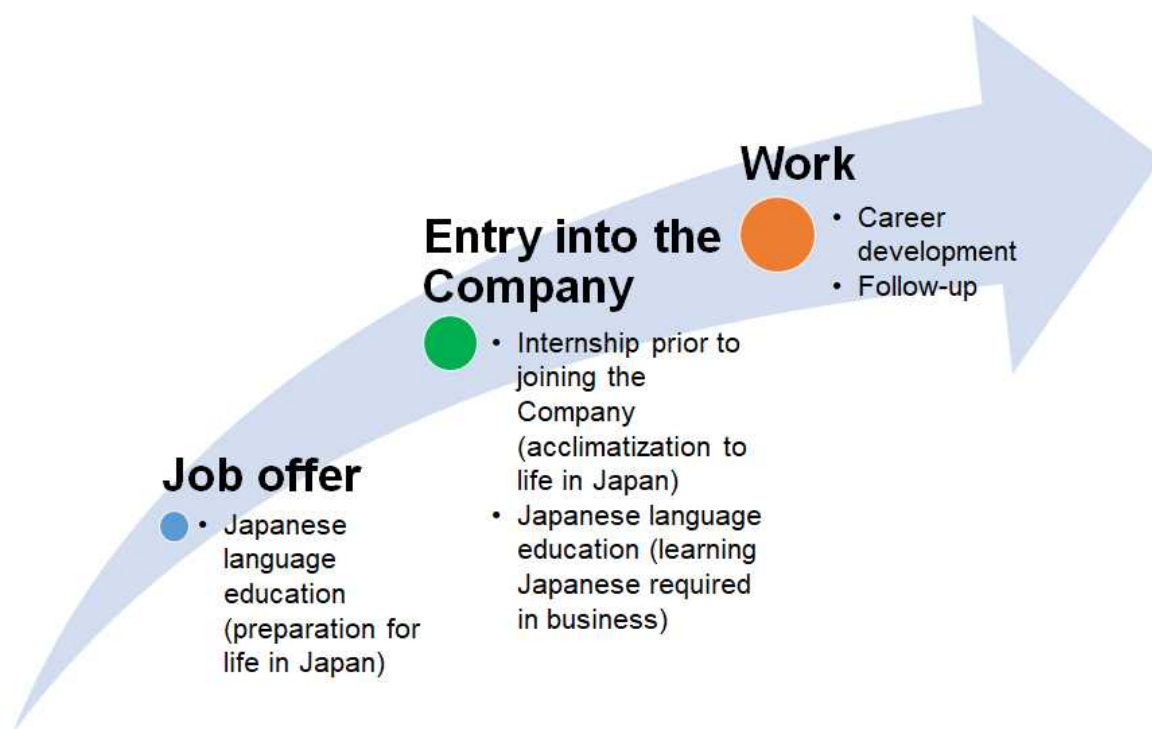 Job offer
• Japanese
language
education
(preparation for
life in Japan)
Entry into the
Company
• Internship prior to
joining the
Company
(acclimatization to
life in Japan)
• Japanese language
education (learning
Japanese required
in business)
Work
• Career
development
• Follow-up